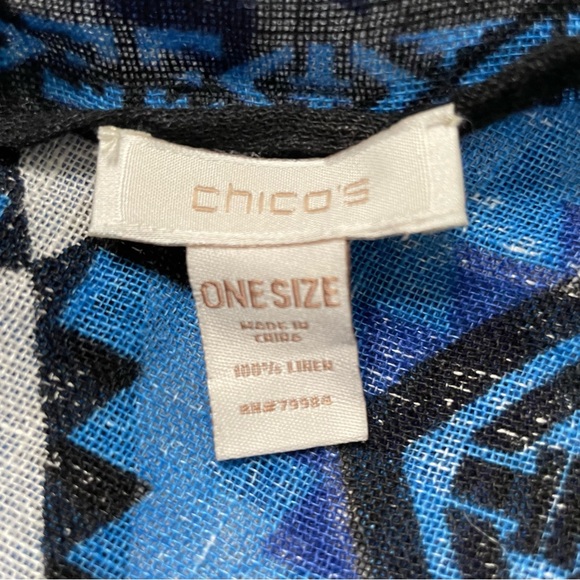 chico's
ONE SIZE
MADE IN
CHINA
100% LINEN
RN#79984